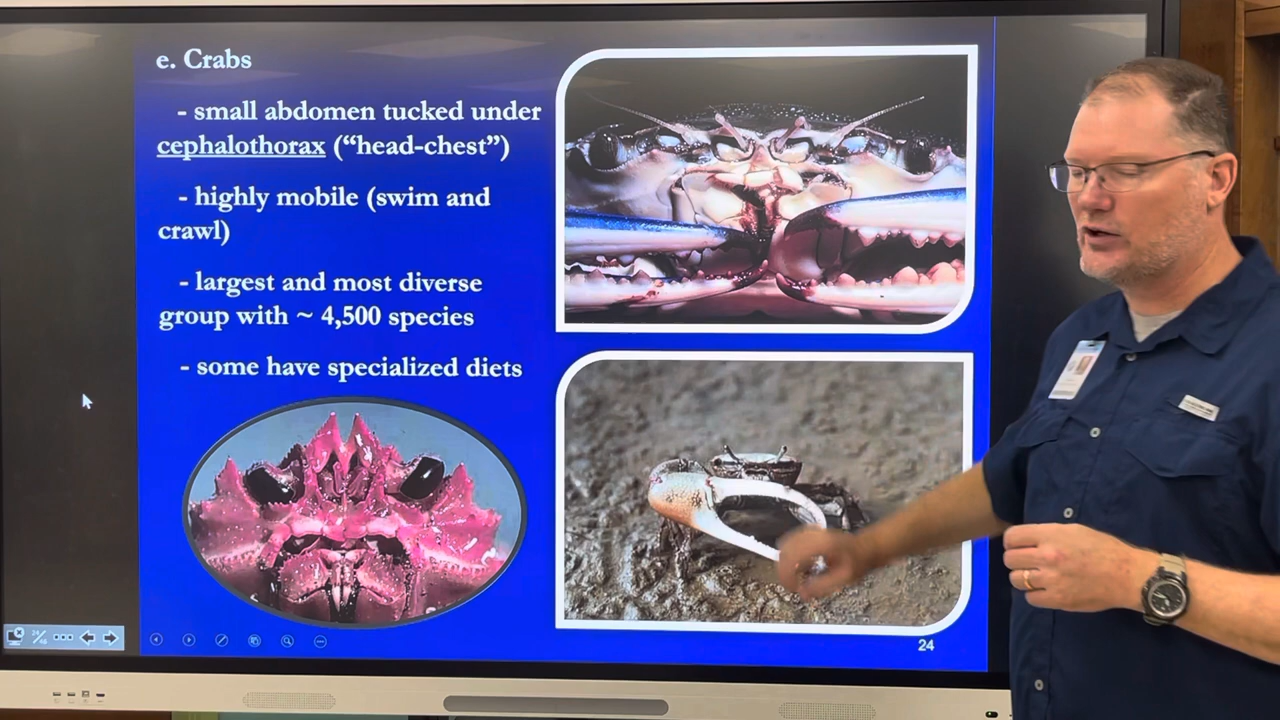 e. Crabs
- small abdomen tucked under
cephalothorax (“head-chest”)
- highly mobile (swim and
crawl)
- largest and most diverse
group with ~ 4,500 species
- some have specialized diets
24